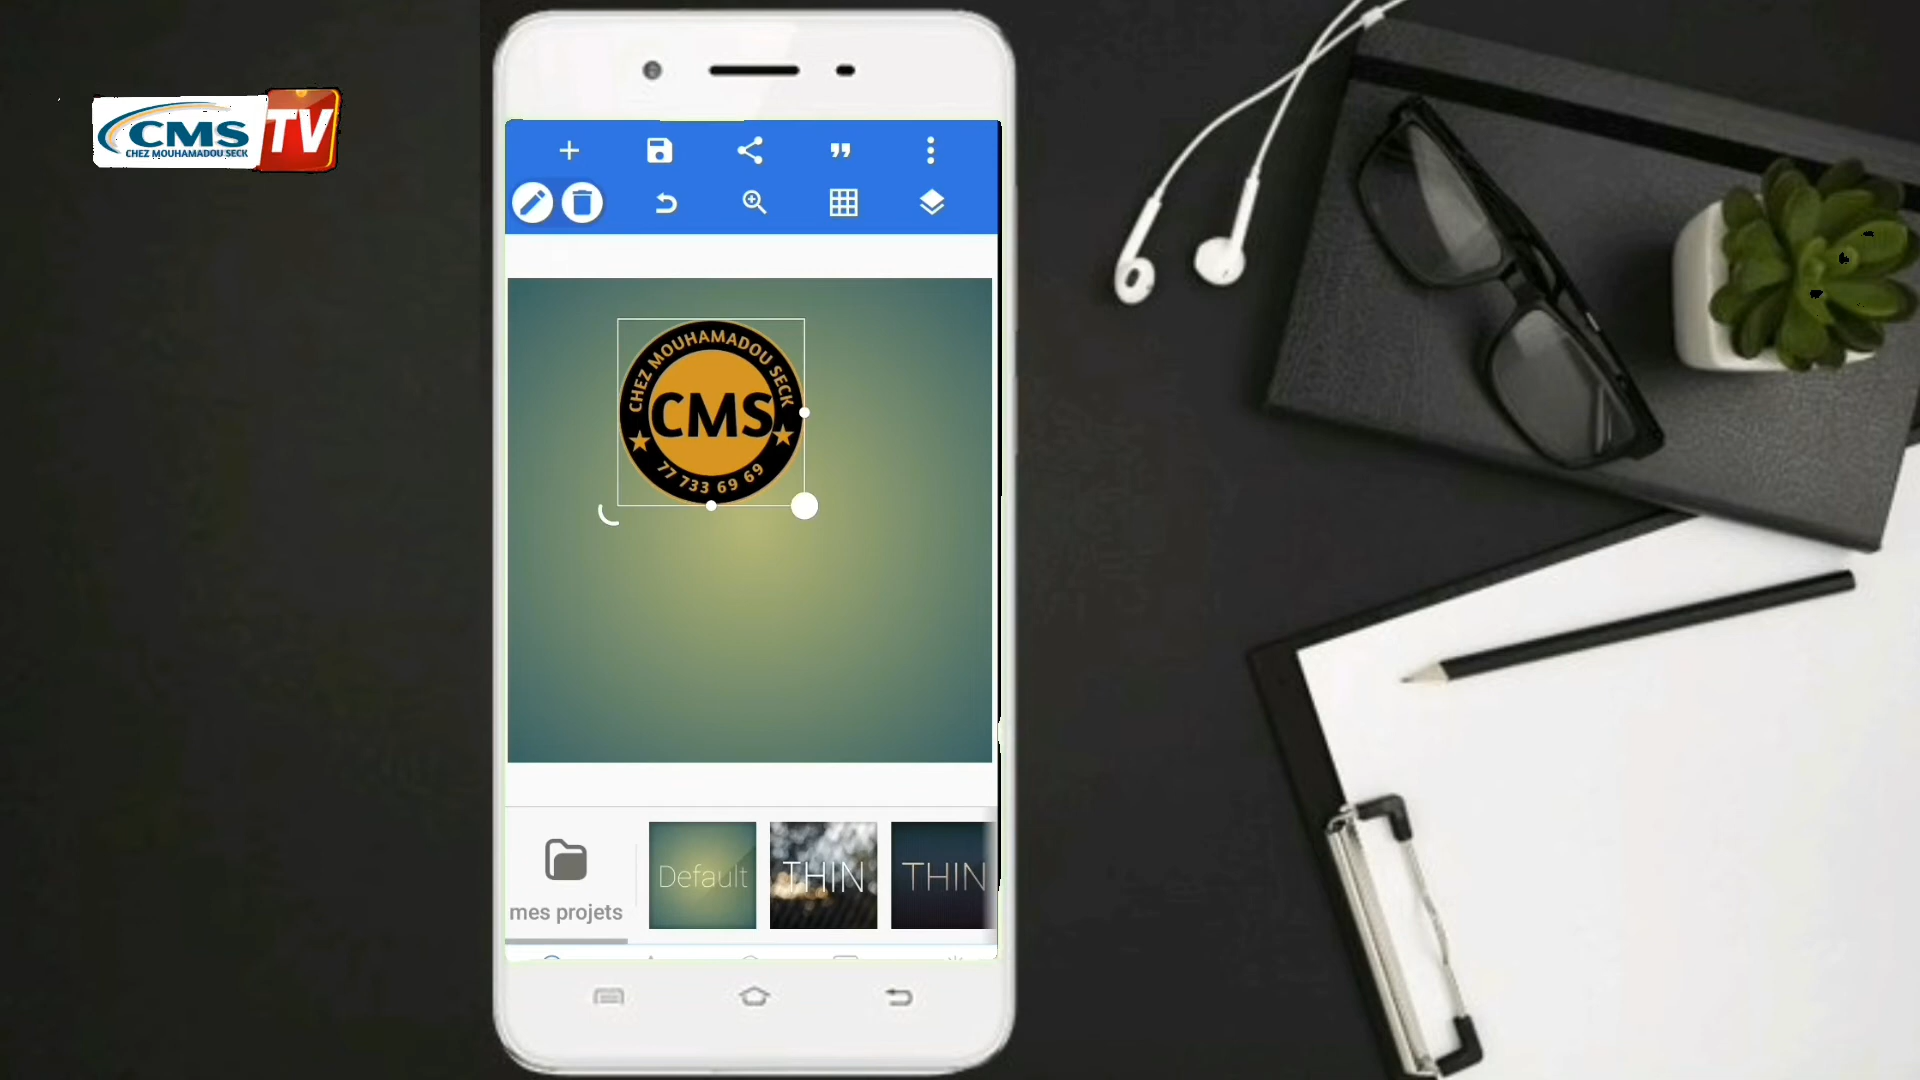 CMS TV
CHEZ MOUHAMADOU SECK
CHEZ MOUHAMADOU SECK
CMS
77 733 69 69
mes projets
Default
THIN
THIN